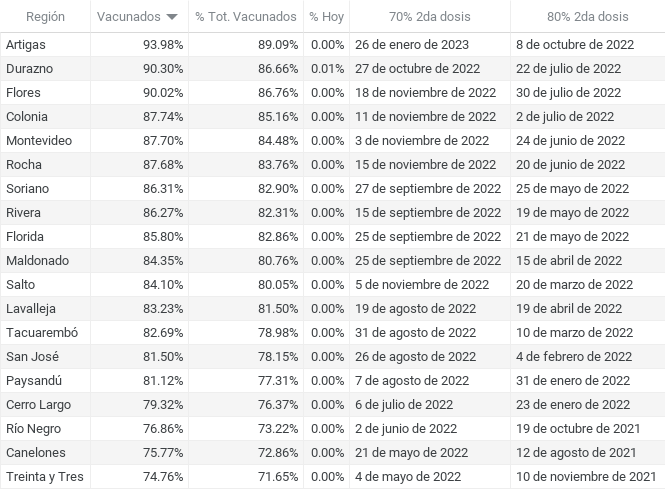 Región Vacunados % Tot. Vacunados % Hoy 70% 2da dosis 80% 2da dosis
Artigas 93.98% 89.09% 0.00% 26 de enero de 2023 8 de octubre de 2022
Durazno 90.30% 86.66% 0.01% 27 de octubre de 2022 22 de julio de 2022
Flores 90.02% 86.76% 0.00% 18 de noviembre de 2022 30 de julio de 2022
Colonia 87.74% 85.16% 0.00% 11 de noviembre de 2022 2 de julio de 2022
Montevideo 87.70% 84.48% 0.00% 3 de noviembre de 2022 24 de junio de 2022
Rocha 87.68% 83.76% 0.00% 15 de noviembre de 2022 20 de junio de 2022
Soriano 86.31% 82.90% 0.00% 27 de septiembre de 2022 25 de mayo de 2022
Rivera 86.27% 82.31% 0.00% 15 de septiembre de 2022 19 de mayo de 2022
Florida 85.80% 82.86% 0.00% 25 de septiembre de 2022 21 de mayo de 2022
Maldonado 84.35% 80.76% 0.00% 25 de septiembre de 2022 15 de abril de 2022
Salto 84.10% 80.05% 0.00% 5 de noviembre de 2022 20 de marzo de 2022
Lavalleja 83.23% 81.50% 0.00% 19 de agosto de 2022 19 de abril de 2022
Tacuarembó 82.69% 78.98% 0.00% 31 de agosto de 2022 10 de marzo de 2022
San José 81.50% 78.15% 0.00% 26 de agosto de 2022 4 de febrero de 2022
Paysandú 81.12% 77.31% 0.00% 7 de agosto de 2022 31 de enero de 2022
Cerro Largo 79.32% 76.37% 0.00% 6 de julio de 2022 23 de enero de 2022
Río Negro 76.86% 73.22% 0.00% 2 de junio de 2022 19 de octubre de 2021
Canelones 75.77% 72.86% 0.00% 21 de mayo de 2022 12 de agosto de 2021
Treinta y Tres 74.76% 71.65% 0.00% 4 de mayo de 2022 10 de noviembre de 2021